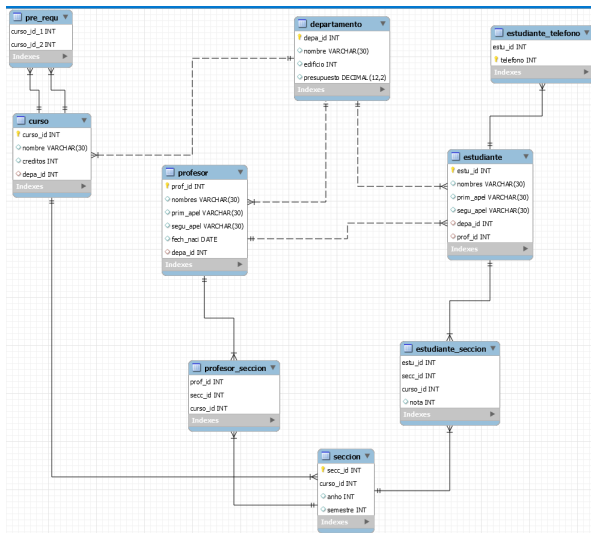 pre_requ
curso_id_1 INT
curso_id_2 INT
Indexes
departamento
depa_id INT
nombre VARCHAR(30)
edificio INT
presupuesto DECIMAL(12,2)
Indexes
estudiante_telefono
estu_id INT
telefono INT
Indexes
curso
curso_id INT
nombre VARCHAR(30)
creditos INT
depa_id INT
Indexes
profesor
prof_id INT
nombres VARCHAR(30)
prim_apel VARCHAR(30)
segu_apel VARCHAR(30)
fech_naci DATE
depa_id INT
Indexes
estudiante
estu_id INT
nombres VARCHAR(30)
prim_apel VARCHAR(30)
segu_apel VARCHAR(30)
depa_id INT
prof_id INT
Indexes
profesor_seccion
prof_id INT
secc_id INT
curso_id INT
Indexes
estudiante_seccion
estu_id INT
secc_id INT
curso_id INT
nota INT
Indexes
seccion
secc_id INT
curso_id INT
anho INT
semestre INT
Indexes